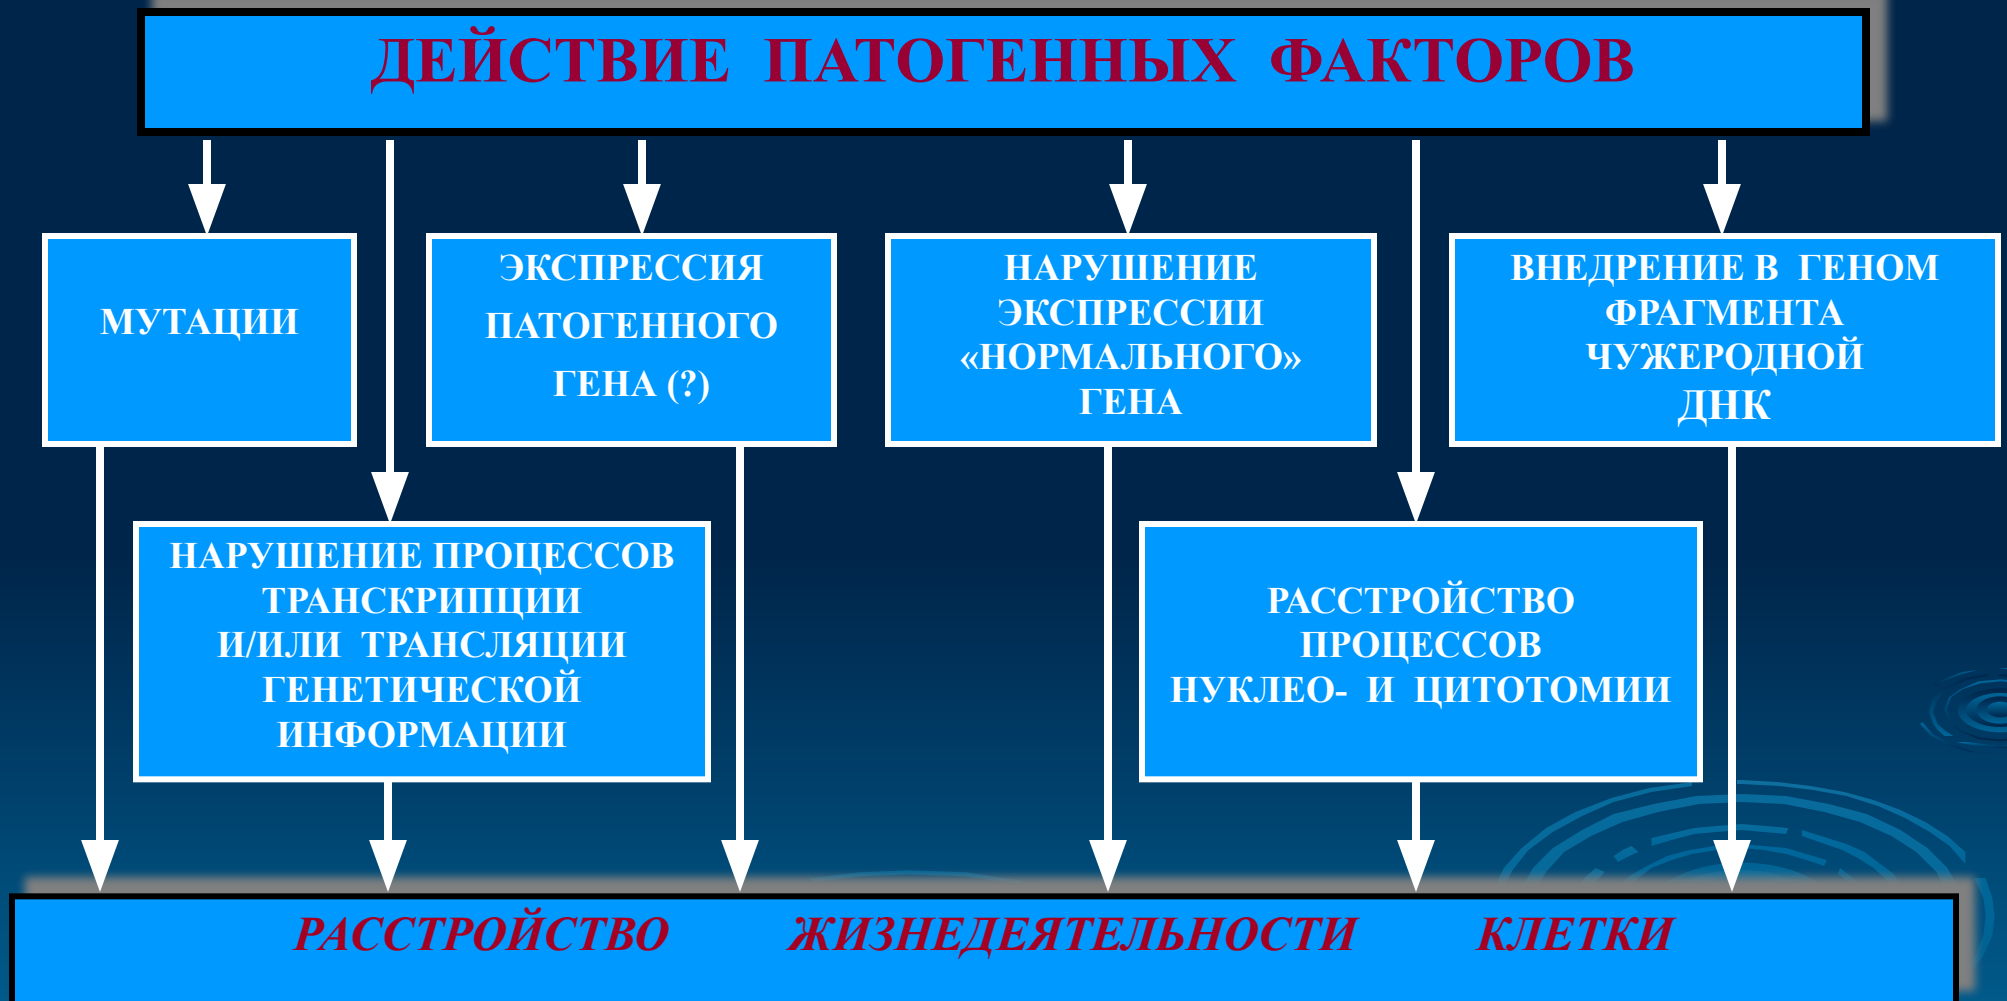 ДЕЙСТВИЕ ПАТОГЕННЫХ ФАКТОРОВ
МУТАЦИИ
ЭКСПРЕССИЯ
ПАТОГЕННОГО
ГЕНА (?)
НАРУШЕНИЕ
ЭКСПРЕССИИ
«НОРМАЛЬНОГО»
ГЕНА
ВНЕДРЕНИЕ В ГЕНОМ
ФРАГМЕНТА
ЧУЖЕРОДНОЙ
ДНК
НАРУШЕНИЕ ПРОЦЕССОВ
ТРАНСКРИПЦИИ
И/ИЛИ ТРАНСЛЯЦИИ
ГЕНЕТИЧЕСКОЙ
ИНФОРМАЦИИ
РАССТРОЙСТВО
ПРОЦЕССОВ
НУКЛЕО- И ЦИТОТОМИИ
РАССТРОЙСТВО ЖИЗНЕДЕЯТЕЛЬНОСТИ КЛЕТКИ